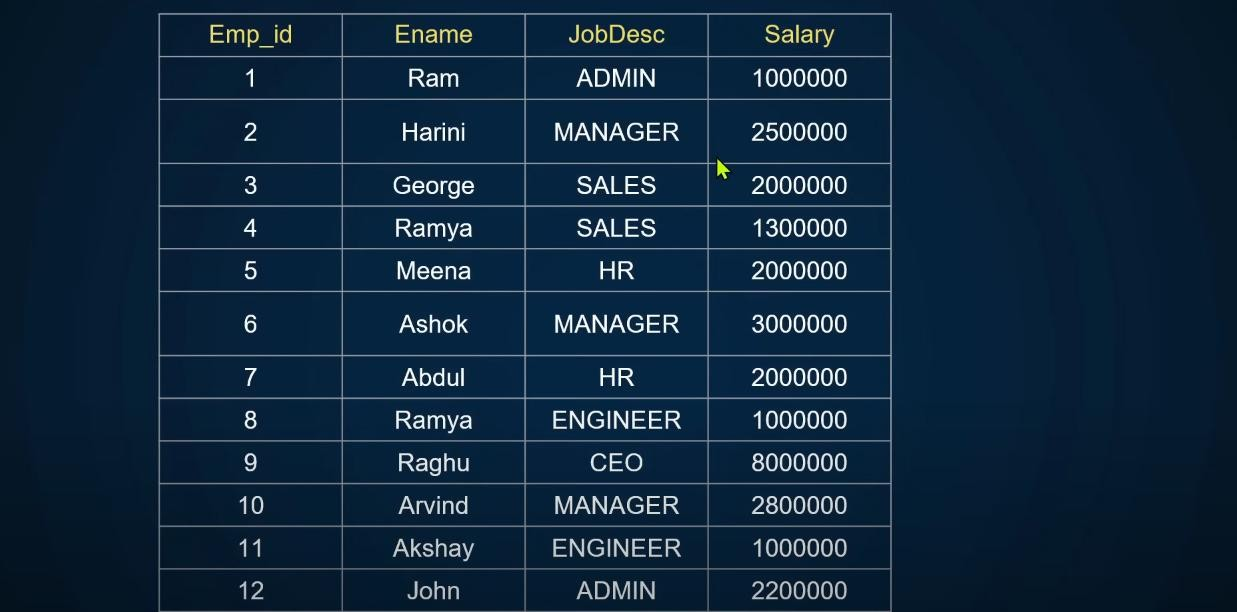 Emp_id Ename JobDesc Salary
1 Ram ADMIN 1000000
2 Harini MANAGER 2500000
3 George SALES 2000000
4 Ramya SALES 1300000
5 Meena HR 2000000
6 Ashok MANAGER 3000000
7 Abdul HR 2000000
8 Ramya ENGINEER 1000000
9 Raghu CEO 8000000
10 Arvind MANAGER 2800000
11 Akshay ENGINEER 1000000
12 John ADMIN 2200000